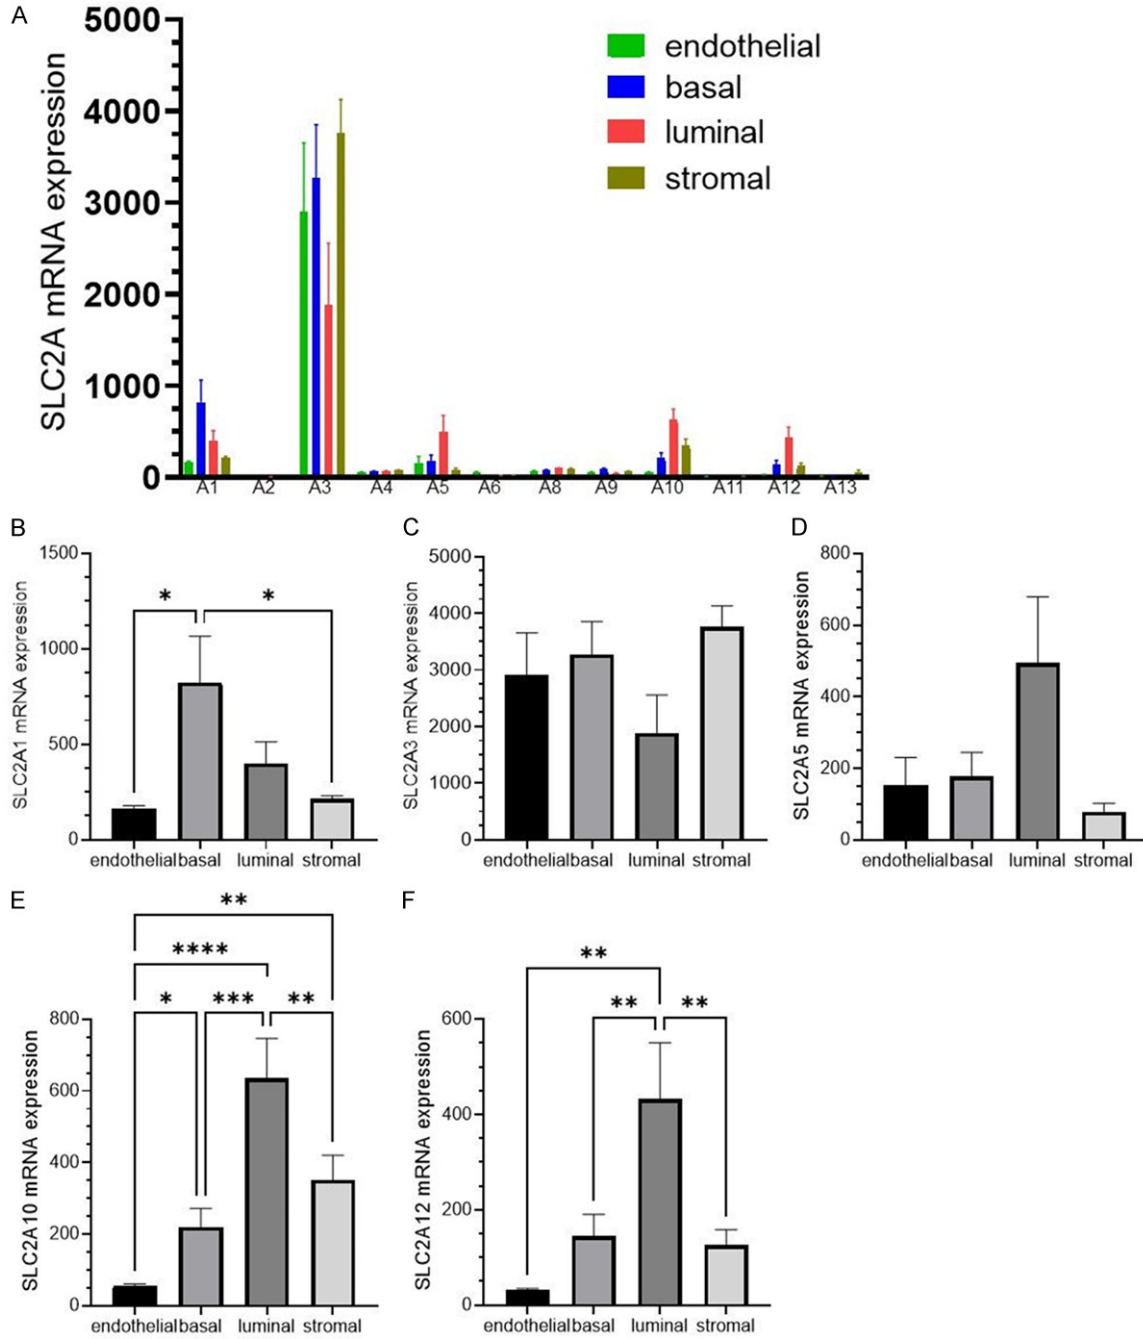 A
SLC2A mRNA expression
5000
4000
3000
2000
1000
0
endothelial
basal
luminal
stromal
A1 A2 A3 A4 A5 A6 A8 A9 A10 A11 A12 A13
B
SLC2A1 mRNA expression
1500
1000
500
0
* *
endothelial basal luminal stromal
C
SLC2A3 mRNA expression
5000
4000
3000
2000
1000
0
endothelial basal luminal stromal
D
SLC2A5 mRNA expression
800
600
400
200
0
endothelial basal luminal stromal
E
SLC2A10 mRNA expression
**
****
* *** **
800
600
400
200
0
endothelial basal luminal stromal
F
SLC2A12 mRNA expression
**
** **
600
400
200
0
endothelial basal luminal stromal